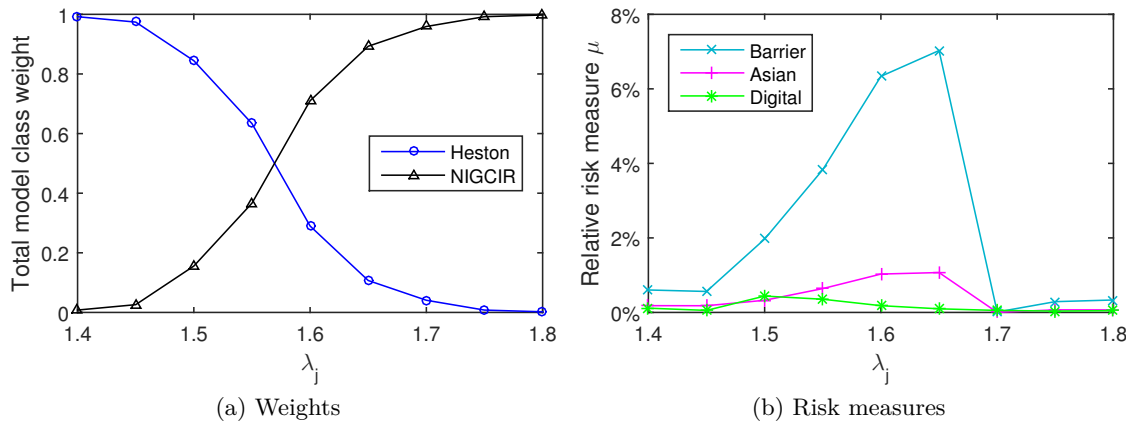 Total model class weight
1
0.8
0.6
0.4
0.2
0
1.4
1.5
1.6
1.7
1.8
λj
Heston
NIGCIR
(a) Weights
Relative risk measure μ
8%
6%
4%
2%
0%
1.4
1.5
1.6
1.7
1.8
λj
Barrier
Asian
Digital
(b) Risk measures